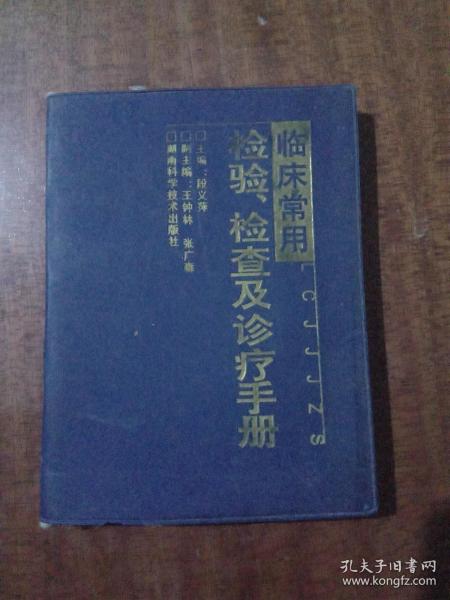 临床常用
检验、检查及诊疗手册
LCJJJZS
□主编：段义萍
□副主编：王钟林 张广雍
□湖南科学技术出版社
孔夫子旧书网
www.kongfz.com